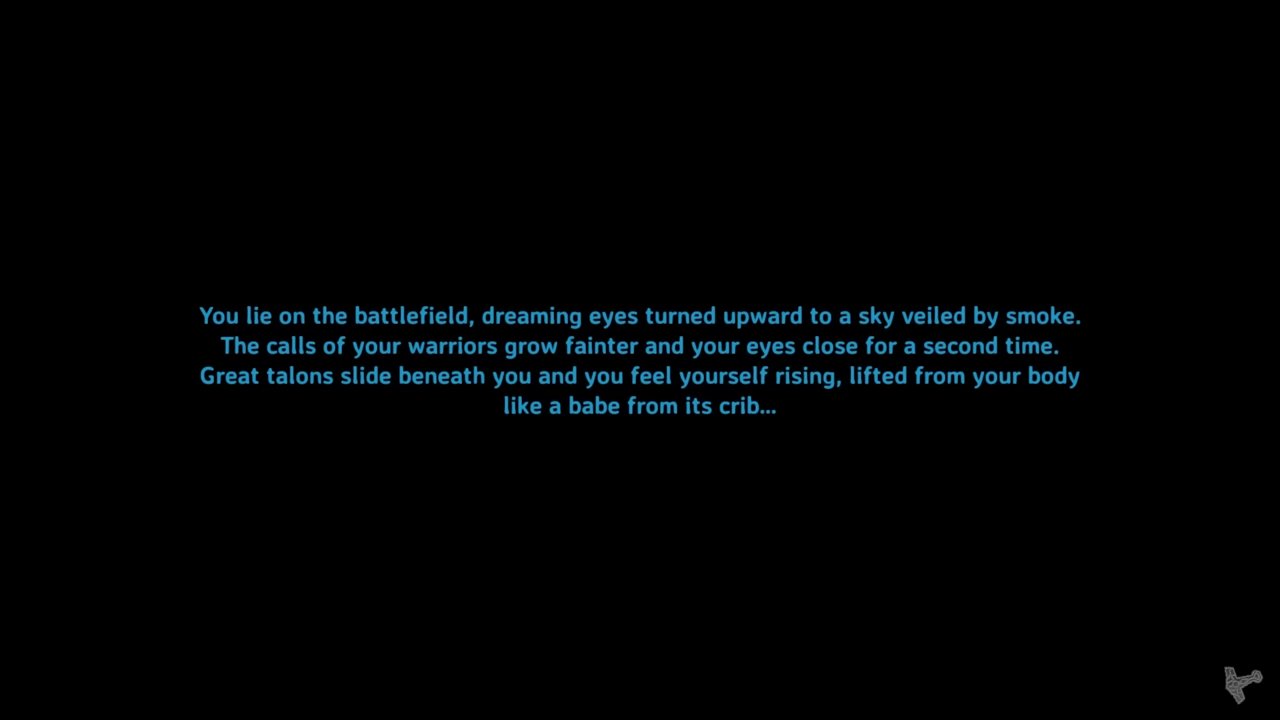 You lie on the battlefield, dreaming eyes turned upward to a sky veiled by smoke.
The calls of your warriors grow fainter and your eyes close for a second time.
Great talons slide beneath you and you feel yourself rising, lifted from your body
like a babe from its crib...